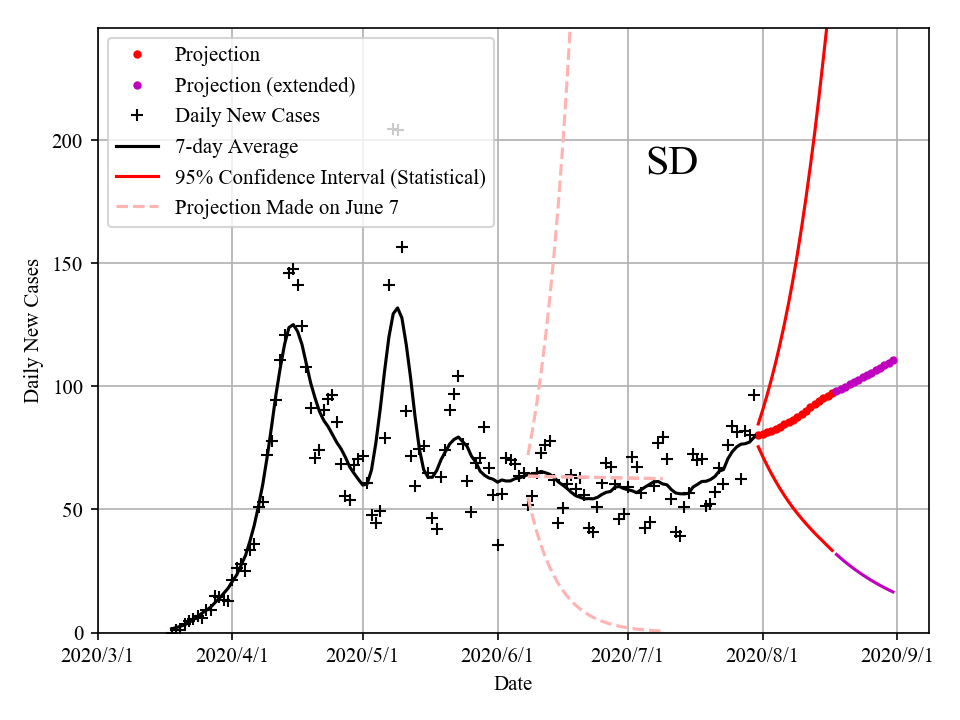 Projection
Projection (extended)
Daily New Cases
7-day Average
95% Confidence Interval (Statistical)
Projection Made on June 7
SD
Daily New Cases
200
150
100
50
0
2020/3/1 2020/4/1 2020/5/1 2020/6/1 2020/7/1 2020/8/1 2020/9/1
Date